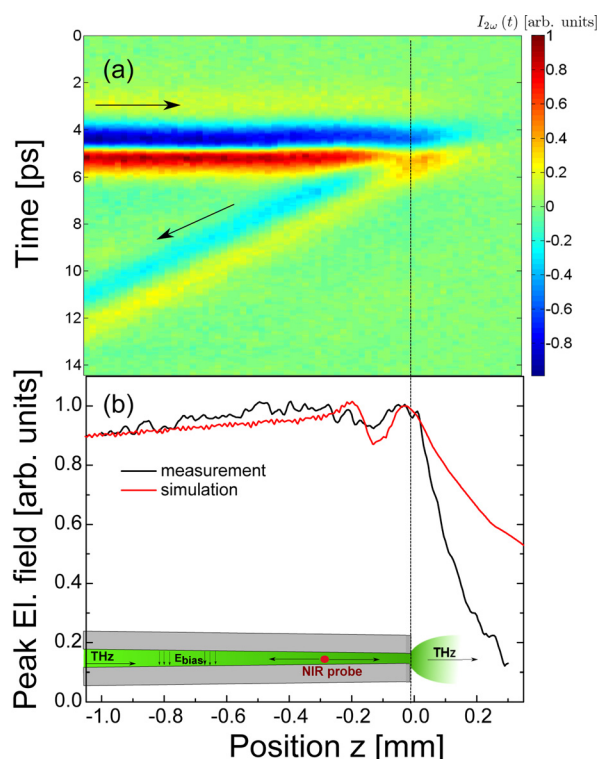 I2ω (t) [arb. units]
(a)
Time [ps]
0
2
4
6
8
10
12
14
1
0.8
0.6
0.4
0.2
0
-0.2
-0.4
-0.6
-0.8
(b)
Peak El. field [arb. units]
1.0
0.8
0.6
0.4
0.2
0.0
measurement
simulation
THz
Ebias
NIR probe
THz
-1.0 -0.8 -0.6 -0.4 -0.2 0.0 0.2
Position z [mm]